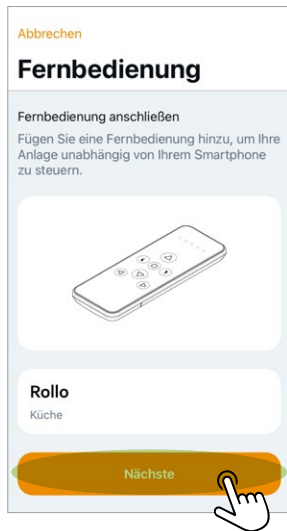 Abbrechen
Fernbedienung
Fernbedienung anschließen
Fügen Sie eine Fernbedienung hinzu, um Ihre
Anlage unabhängig von Ihrem Smartphone
zu steuern.
Rollo
Küche
Nächste